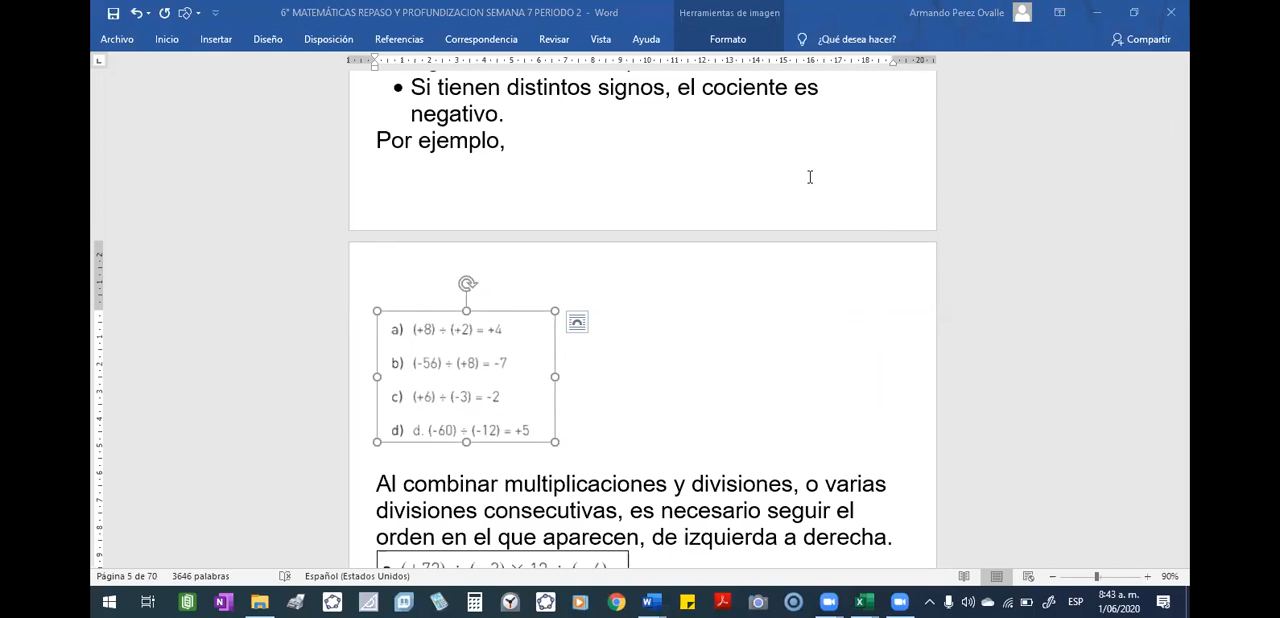 6° MATEMÁTICAS REPASO Y PROFUNDIZACION SEMANA 7 PERIODO 2 - Word
Herramientas de imagen
Armando Perez Ovalle
Archivo Inicio Insertar Diseño Disposición Referencias Correspondencia Revisar Vista Ayuda Formato ¿Qué desea hacer? Compartir
• Si tienen distintos signos, el cociente es
negativo.
Por ejemplo,
a) (+8) ÷ (+2) = +4
b) (-56) ÷ (+8) = -7
c) (+6) ÷ (-3) = -2
d) d. (-60) ÷ (-12) = +5
Al combinar multiplicaciones y divisiones, o varias
divisiones consecutivas, es necesario seguir el
orden en el que aparecen, de izquierda a derecha.
Página 5 de 70 3646 palabras Español (Estados Unidos) 90%
ESP
8:43 a. m.
1/06/2020